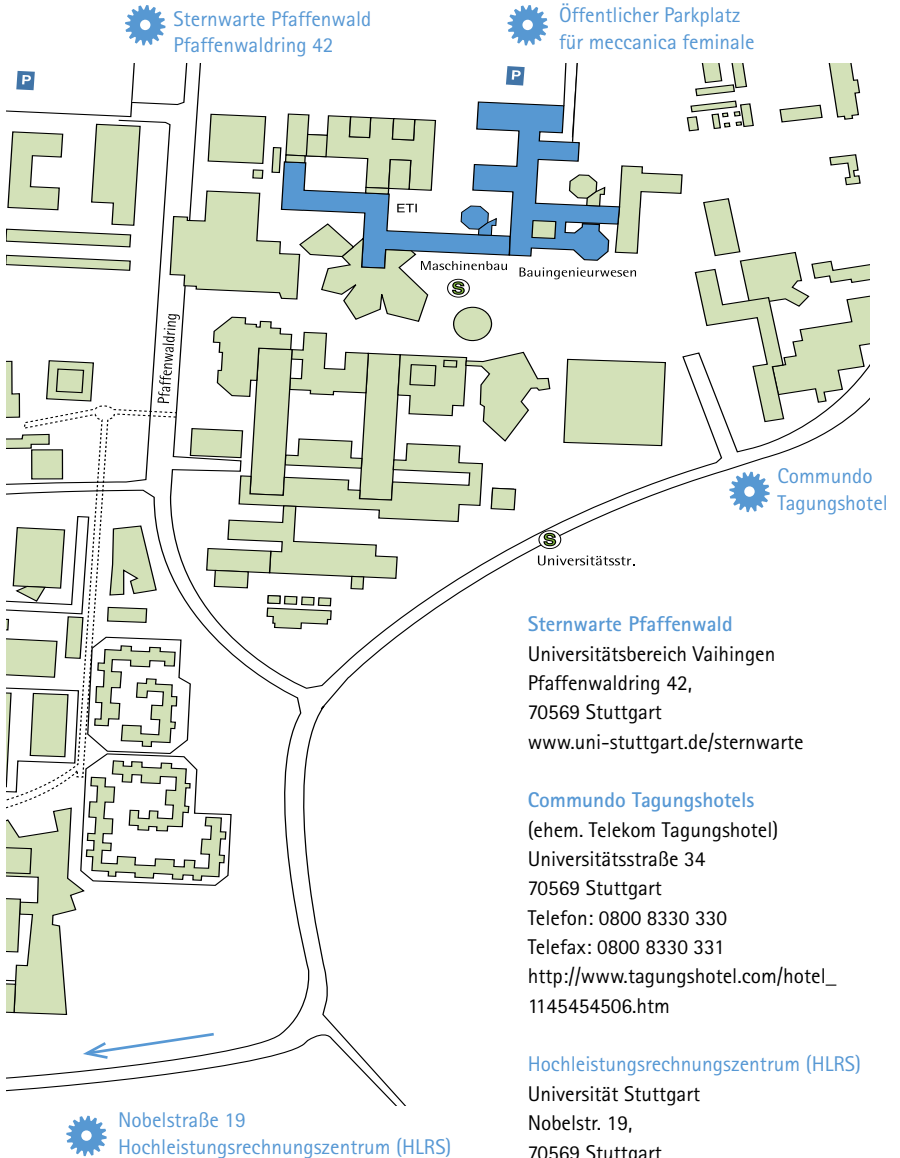 Sternwarte Pfaffenwald
Pfaffenwaldring 42
Öffentlicher Parkplatz
für meccanica feminale
P
P
ETI
Maschinenbau
Bauingenieurwesen
S
Pfaffenwaldring
Commundo
Tagungshotel
S
Universitätsstr.
Sternwarte Pfaffenwald
Universitätsbereich Vaihingen
Pfaffenwaldring 42,
70569 Stuttgart
www.uni-stuttgart.de/sternwarte
Commundo Tagungshotels
(ehem. Telekom Tagungshotel)
Universitätsstraße 34
70569 Stuttgart
Telefon: 0800 8330 330
Telefax: 0800 8330 331
http://www.tagungshotel.com/hotel_
1145454506.htm
Hochleistungsrechnungszentrum (HLRS)
Universität Stuttgart
Nobelstr. 19,
70569 Stuttgart
Nobelstraße 19
Hochleistungsrechnungszentrum (HLRS)